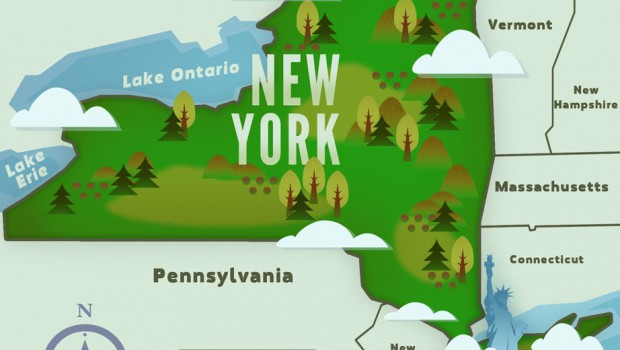 Vermont
Lake Ontario
NEW
YORK
New
Hampshire
Lake
Erie
Massachusetts
Connecticut
Pennsylvania
N
New